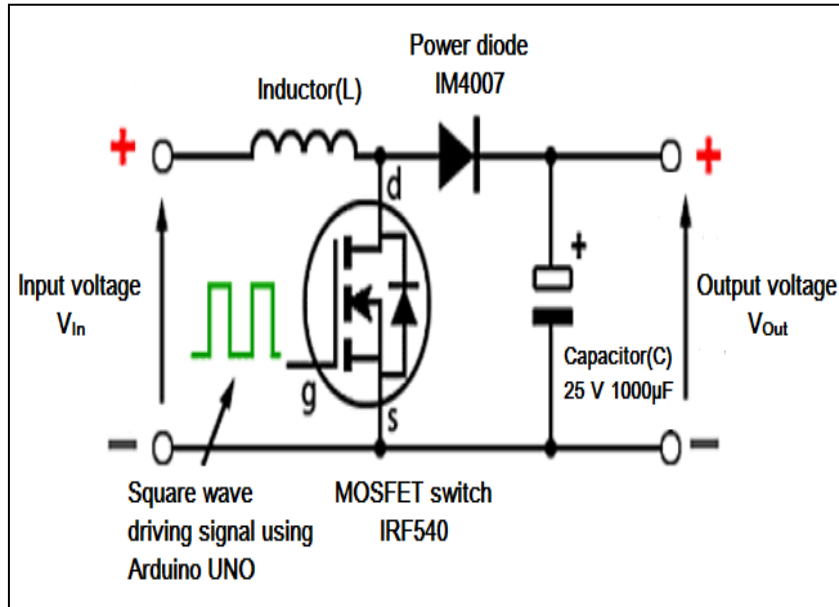 Power diode
IM4007
Inductor(L)
+
+
d
+
Input voltage
VIn
Output voltage
VOut
Capacitor(C)
25 V 1000µF
g
s
−
−
Square wave
driving signal using
Arduino UNO
MOSFET switch
IRF540